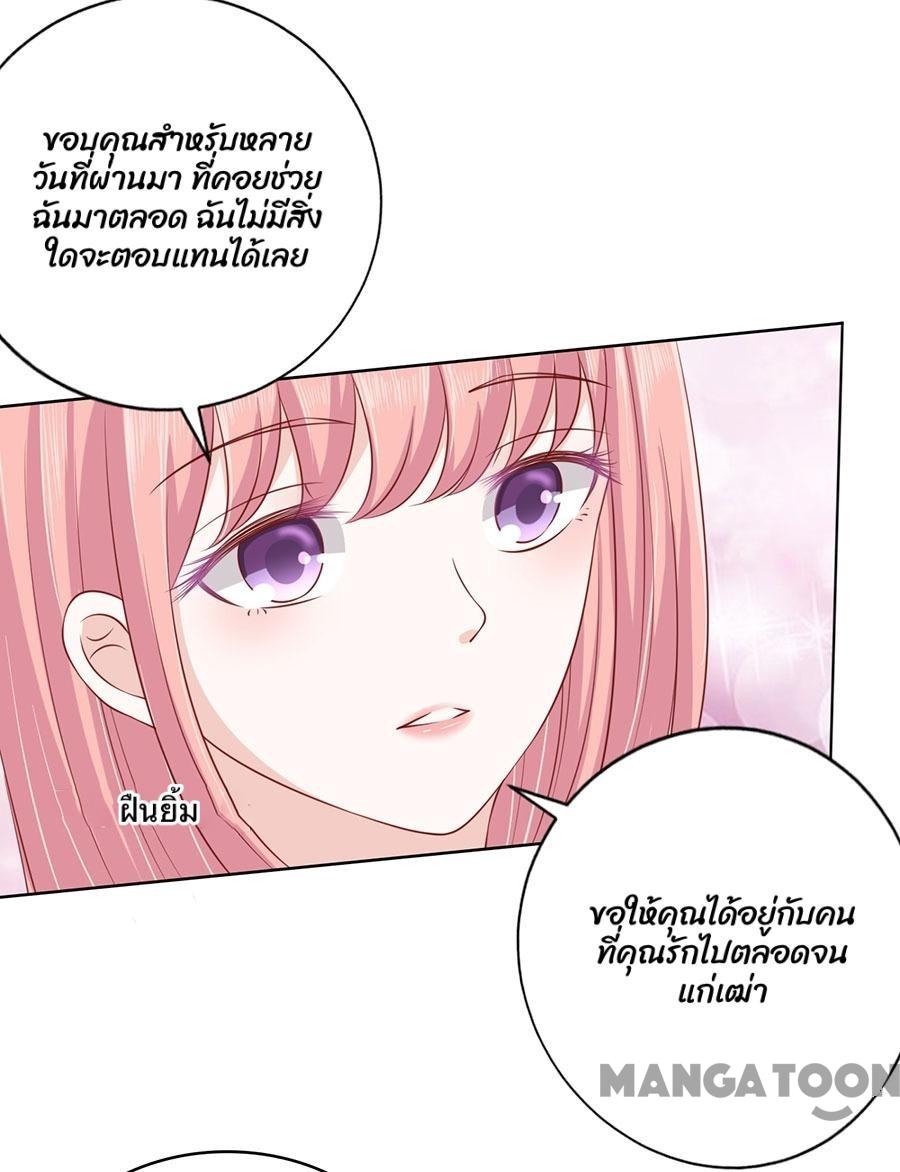 ขอบคุณสำหรับหลาย
วันที่ผ่านมา ที่คอยช่วย
ฉันมาตลอด ฉันไม่มีสิ่ง
ใดจะตอบแทนได้เลย
ฝืนยิ้ม
ขอให้คุณได้อยู่กับคน
ที่คุณรักไปตลอดจน
แก่เฒ่า
MANGATOON